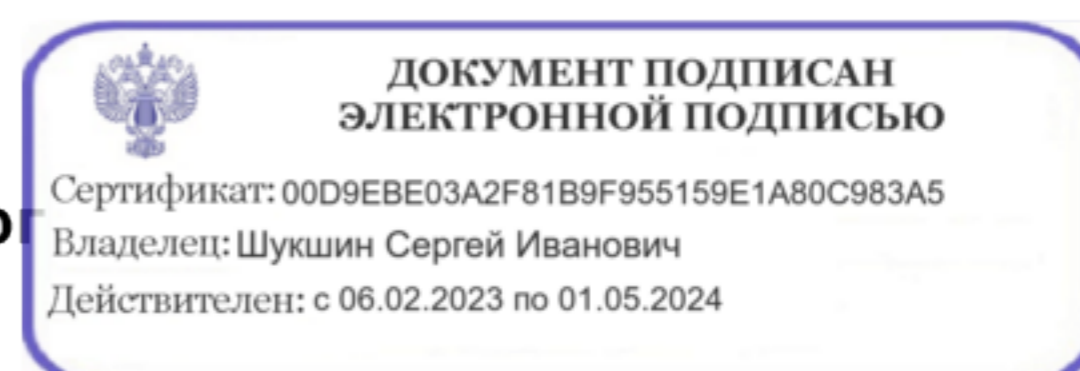 ДОКУМЕНТ ПОДПИСАН
ЭЛЕКТРОННОЙ ПОДПИСЬЮ
Сертификат: 00D9EBE03A2F81B9F955159E1A80C983A5
Владелец: Шукшин Сергей Иванович
Действителен: с 06.02.2023 по 01.05.2024